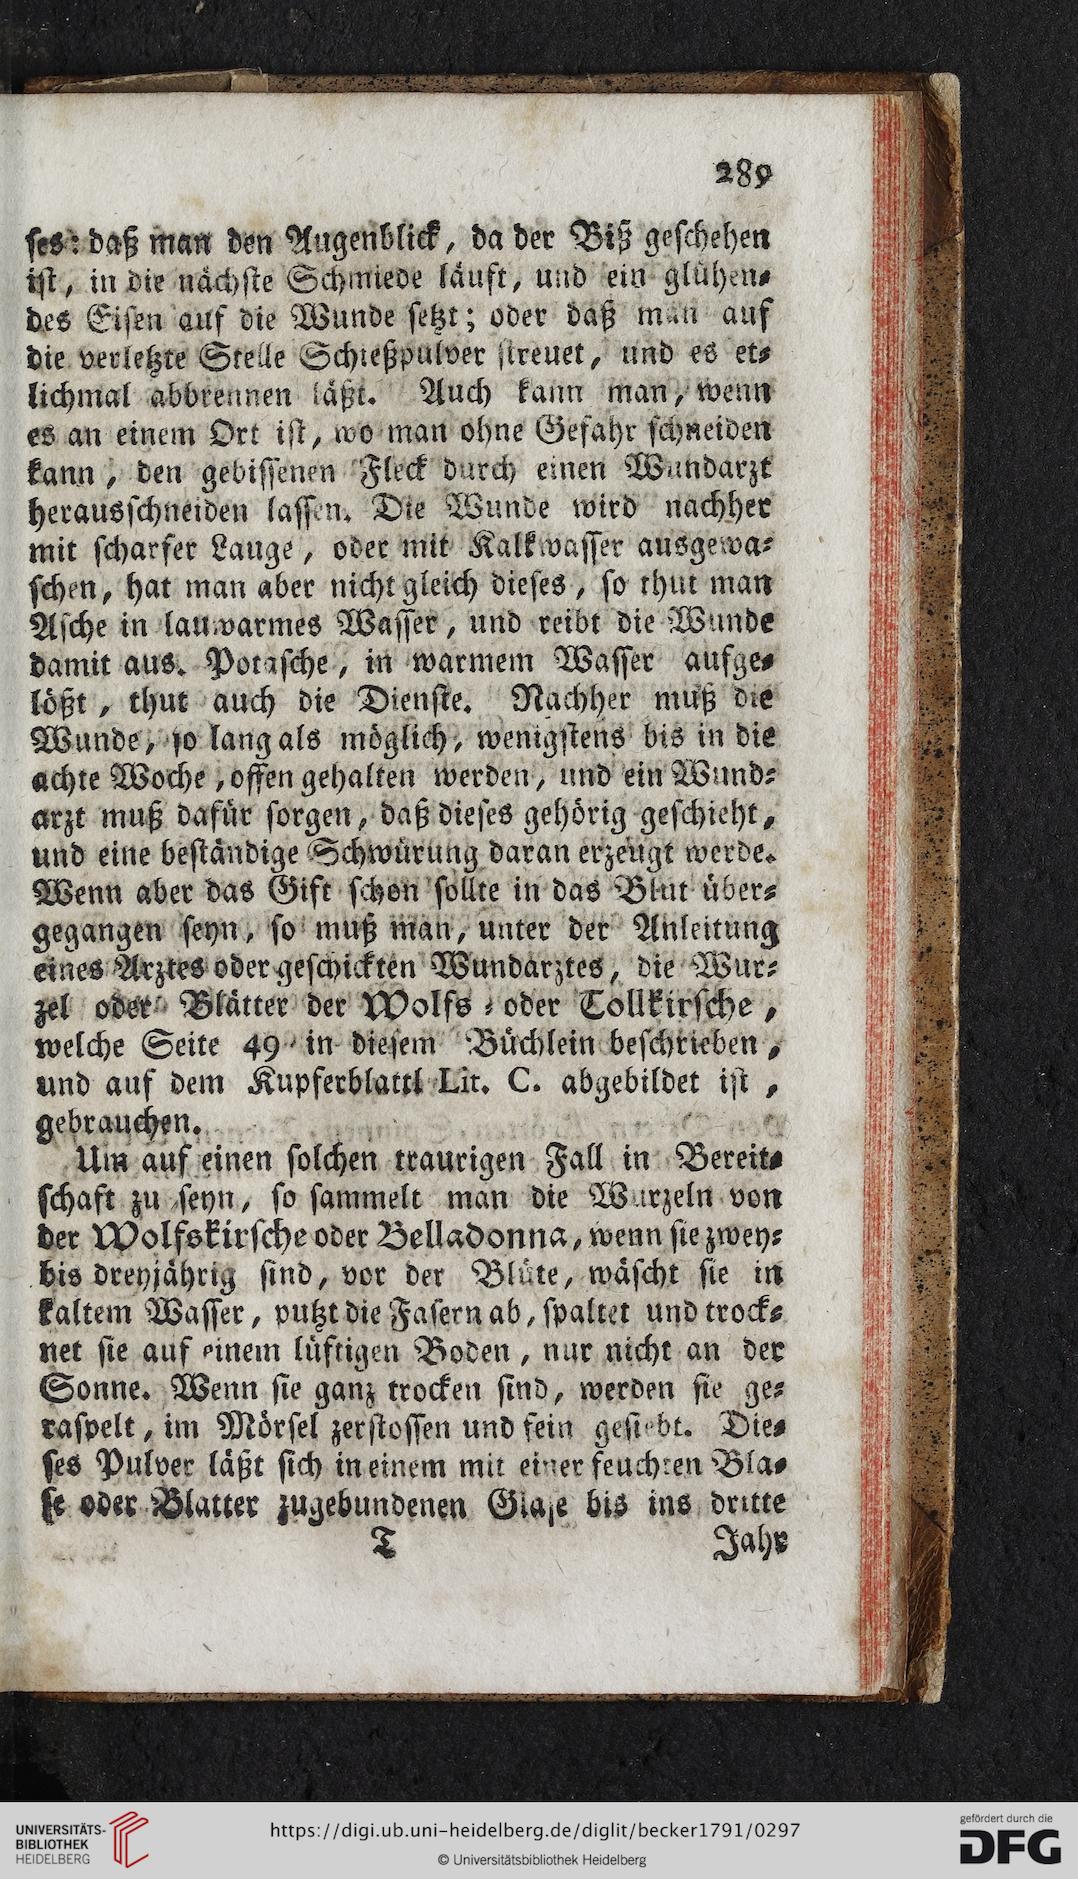 289
ses: daß man den Augenblick, da der Biß geschehen
ist, in die nächste Schmiede läuft, und ein glühen-
des Eisen auf die Wunde setzt; oder daß man auf
die verletzte Stelle Schießpulver streuet, und es et-
lichmal abbrennen läßt. Auch kann man, wenn
es an einem Ort ist, wo man ohne Gefahr schneiden
kann, den gebissenen Fleck durch einen Wundarzt
herausschneiden lassen. Die Wunde wird nachher
mit scharfer Lauge, oder mit Kalkwasser ausgewa-
schen, hat man aber nicht gleich dieses, so thut man
Asche in lauwarmes Wasser, und reibt die Wunde
damit aus. Potasche, in warmem Wasser aufge-
lößt, thut auch die Dienste. Nachher muß die
Wunde, so lang als möglich, wenigstens bis in die
achte Woche, offen gehalten werden, und ein Wund-
arzt muß dafür sorgen, daß dieses gehörig geschieht,
und eine beständige Schwürung daran erzeugt werde.
Wenn aber das Gift schon sollte in das Blut über-
gegangen seyn, so muß man, unter der Anleitung
eines Arztes oder geschickten Wundarztes, die Wur-
zel oder Blätter der Wolfs- oder Tollkirsche,
welche Seite 49 in diesem Büchlein beschrieben,
und auf dem Kupferblattl Lit. C. abgebildet ist,
gebrauchen.
Um auf einen solchen traurigen Fall in Bereit-
schaft zu seyn, so sammelt man die Wurzeln von
der Wolfskirsche oder Belladonna, wenn sie zwey-
bis dreyjährig sind, vor der Blüte, wäscht sie in
kaltem Wasser, putzt die Fasern ab, spaltet und trock-
net sie auf einem lüftigen Boden, nur nicht an der
Sonne. Wenn sie ganz trocken sind, werden sie ge-
raspelt, im Mörsel zerstossen und fein gesiebt. Die-
ses Pulver läßt sich in einem mit einer feuchten Bla-
se oder Blatter zugebundenen Glase bis ins dritte
T Jahr
UNIVERSITÄTS-
BIBLIOTHEK
HEIDELBERG
https://digi.ub.uni-heidelberg.de/diglit/becker1791/0297
© Universitätsbibliothek Heidelberg
gefördert durch die
DFG